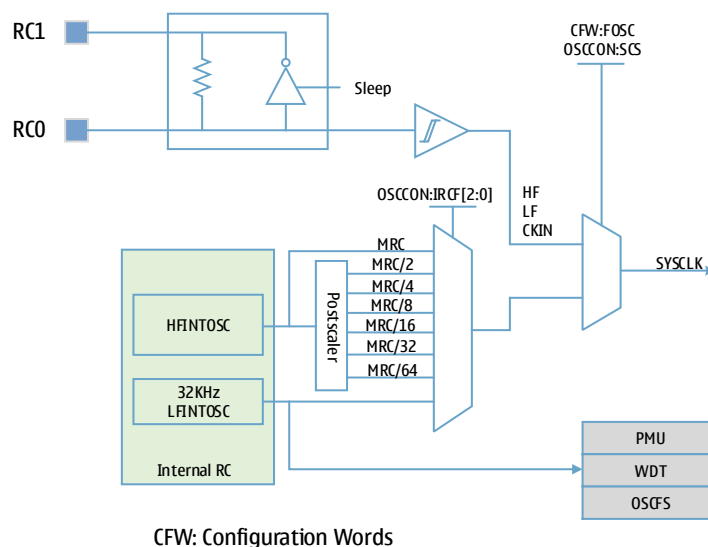 RC1
CFW:FOSC
OSCCON:SCS
Sleep
RC0
OSCCON:IRCF[2:0]
HF
LF
CKIN
MRC
MRC/2
MRC/4
MRC/8
MRC/16
MRC/32
MRC/64
Postscaler
SYSCLK
HFINTOSC
32KHz
LFINTOSC
Internal RC
PMU
WDT
OSCFS
CFW: Configuration Words